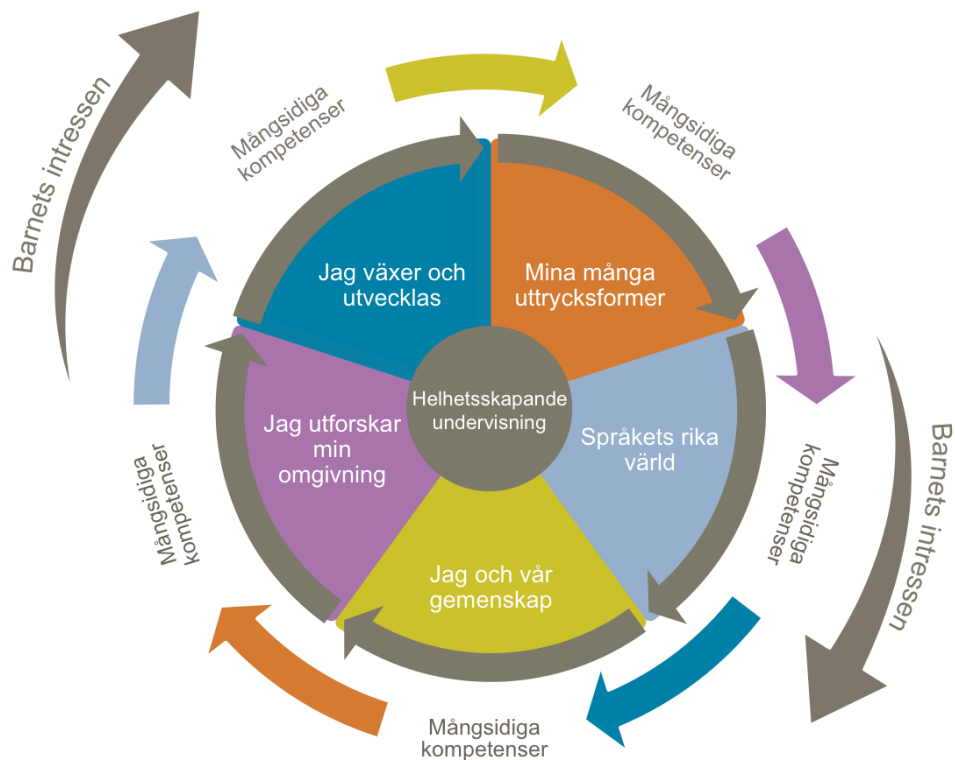 Barnets intressen
Mångsidiga
kompetenser
Mångsidiga
kompetenser
Jag växer och
utvecklas
Mina många
uttrycksformer
Helhetsskapande
undervisning
Jag utforskar
min
omgivning
Språkets rika
värld
Jag och vår
gemenskap
Mångsidiga
kompetenser
Mångsidiga
kompetenser
Barnets intressen
Mångsidiga
kompetenser